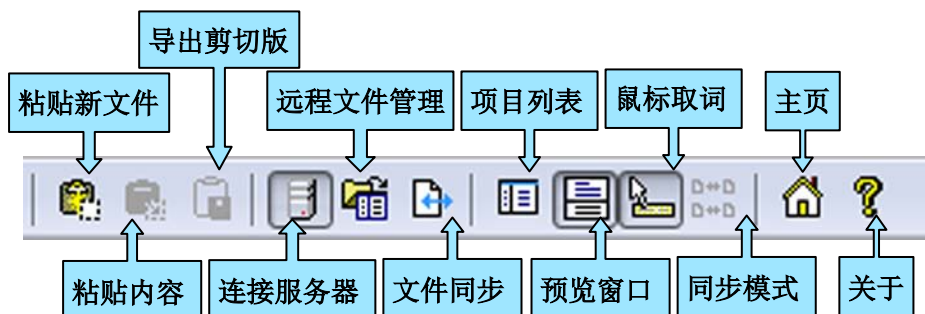 导出剪切版
粘贴新文件
远程文件管理
项目列表
鼠标取词
主页
粘贴内容
连接服务器
文件同步
预览窗口
同步模式
关于